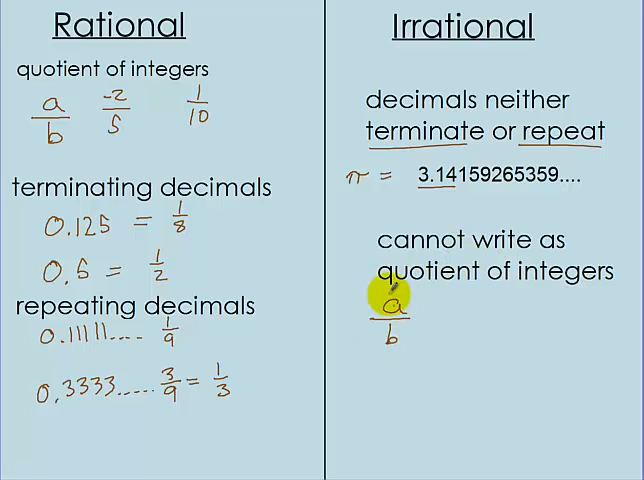 Rational
quotient of integers
a/b -2/5 1/10
terminating decimals
0.125 = 1/8
0.5 = 1/2
repeating decimals
0.11111.... 1/9
0.3333..... 3/9 = 1/3
Irrational
decimals neither
terminate or repeat
π = 3.14159265359....
cannot write as
quotient of integers
a/b